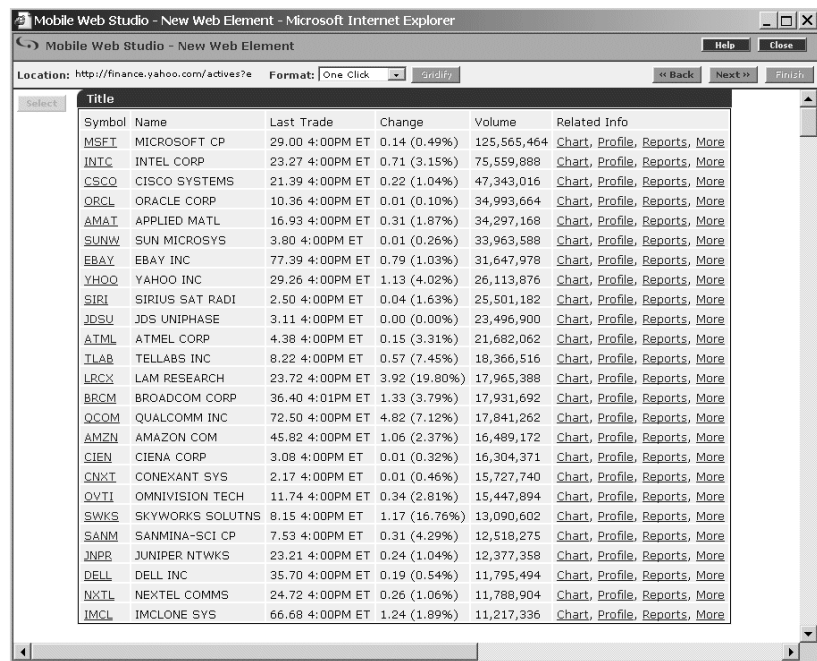 Mobile Web Studio - New Web Element - Microsoft Internet Explorer
Mobile Web Studio - New Web Element Help Close
Location: http://finance.yahoo.com/actives?e Format: One Click Gridify « Back Next » Finish
Select Title
Symbol Name Last Trade Change Volume Related Info
MSFT MICROSOFT CP 29.00 4:00PM ET 0.14 (0.49%) 125,565,464 Chart, Profile, Reports, More
INTC INTEL CORP 23.27 4:00PM ET 0.71 (3.15%) 75,559,888 Chart, Profile, Reports, More
CSCO CISCO SYSTEMS 21.39 4:00PM ET 0.22 (1.04%) 47,343,016 Chart, Profile, Reports, More
ORCL ORACLE CORP 10.36 4:00PM ET 0.01 (0.10%) 34,993,664 Chart, Profile, Reports, More
AMAT APPLIED MATL 16.93 4:00PM ET 0.31 (1.87%) 34,297,168 Chart, Profile, Reports, More
SUNW SUN MICROSYS 3.80 4:00PM ET 0.01 (0.26%) 33,963,588 Chart, Profile, Reports, More
EBAY EBAY INC 77.39 4:00PM ET 0.79 (1.03%) 31,647,978 Chart, Profile, Reports, More
YHOO YAHOO INC 29.26 4:00PM ET 1.13 (4.02%) 26,113,876 Chart, Profile, Reports, More
SIRI SIRIUS SAT RADI 2.50 4:00PM ET 0.04 (1.63%) 25,501,182 Chart, Profile, Reports, More
JDSU JDS UNIPHASE 3.11 4:00PM ET 0.00 (0.00%) 23,496,900 Chart, Profile, Reports, More
ATML ATMEL CORP 4.38 4:00PM ET 0.15 (3.31%) 21,682,062 Chart, Profile, Reports, More
TLAB TELLABS INC 8.22 4:00PM ET 0.57 (7.45%) 18,366,516 Chart, Profile, Reports, More
LRCX LAM RESEARCH 23.72 4:00PM ET 3.92 (19.80%) 17,965,388 Chart, Profile, Reports, More
BRCM BROADCOM CORP 36.40 4:01PM ET 1.33 (3.79%) 17,931,692 Chart, Profile, Reports, More
QCOM QUALCOMM INC 72.50 4:00PM ET 4.82 (7.12%) 17,841,262 Chart, Profile, Reports, More
AMZN AMAZON COM 45.82 4:00PM ET 1.06 (2.37%) 16,489,172 Chart, Profile, Reports, More
CIEN CIENA CORP 3.08 4:00PM ET 0.01 (0.32%) 16,304,371 Chart, Profile, Reports, More
CNXT CONEXANT SYS 2.17 4:00PM ET 0.01 (0.46%) 15,727,740 Chart, Profile, Reports, More
OVTI OMNIVISION TECH 11.74 4:00PM ET 0.34 (2.81%) 15,447,894 Chart, Profile, Reports, More
SWKS SKYWORKS SOLUTNS 8.15 4:00PM ET 1.17 (16.76%) 13,090,602 Chart, Profile, Reports, More
SANM SANMINA-SCI CP 7.53 4:00PM ET 0.31 (4.29%) 12,518,275 Chart, Profile, Reports, More
JNPR JUNIPER NTWKS 23.21 4:00PM ET 0.24 (1.04%) 12,377,358 Chart, Profile, Reports, More
DELL DELL INC 35.70 4:00PM ET 0.19 (0.54%) 11,795,494 Chart, Profile, Reports, More
NXTL NEXTEL COMMS 24.72 4:00PM ET 0.26 (1.06%) 11,788,904 Chart, Profile, Reports, More
IMCL IMCLONE SYS 66.68 4:00PM ET 1.24 (1.89%) 11,217,336 Chart, Profile, Reports, More